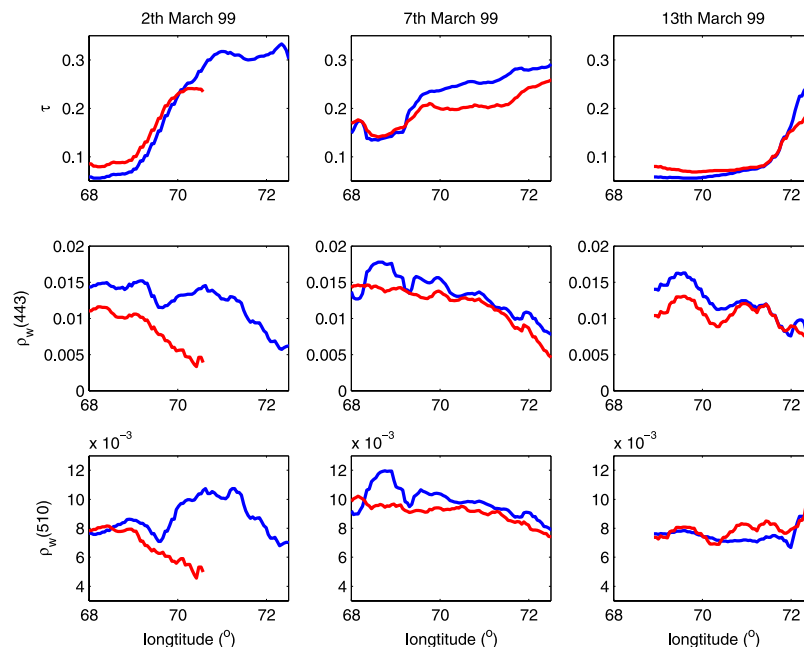 2th March 99 7th March 99 13th March 99
0.3 0.3 0.3
τ 0.2 0.2 0.2
0.1 0.1 0.1
68 70 72 68 70 72 68 70 72
0.02 0.02 0.02
0.015 0.015 0.015
ρw(443) 0.01 0.01 0.01
0.005 0.005 0.005
0 0 0
68 70 72 68 70 72 68 70 72
x 10⁻³ x 10⁻³ x 10⁻³
12 12 12
10 10 10
ρw(510) 8 8 8
6 6 6
4 4 4
68 70 72 68 70 72 68 70 72
longtitude (°) longtitude (°) longtitude (°)